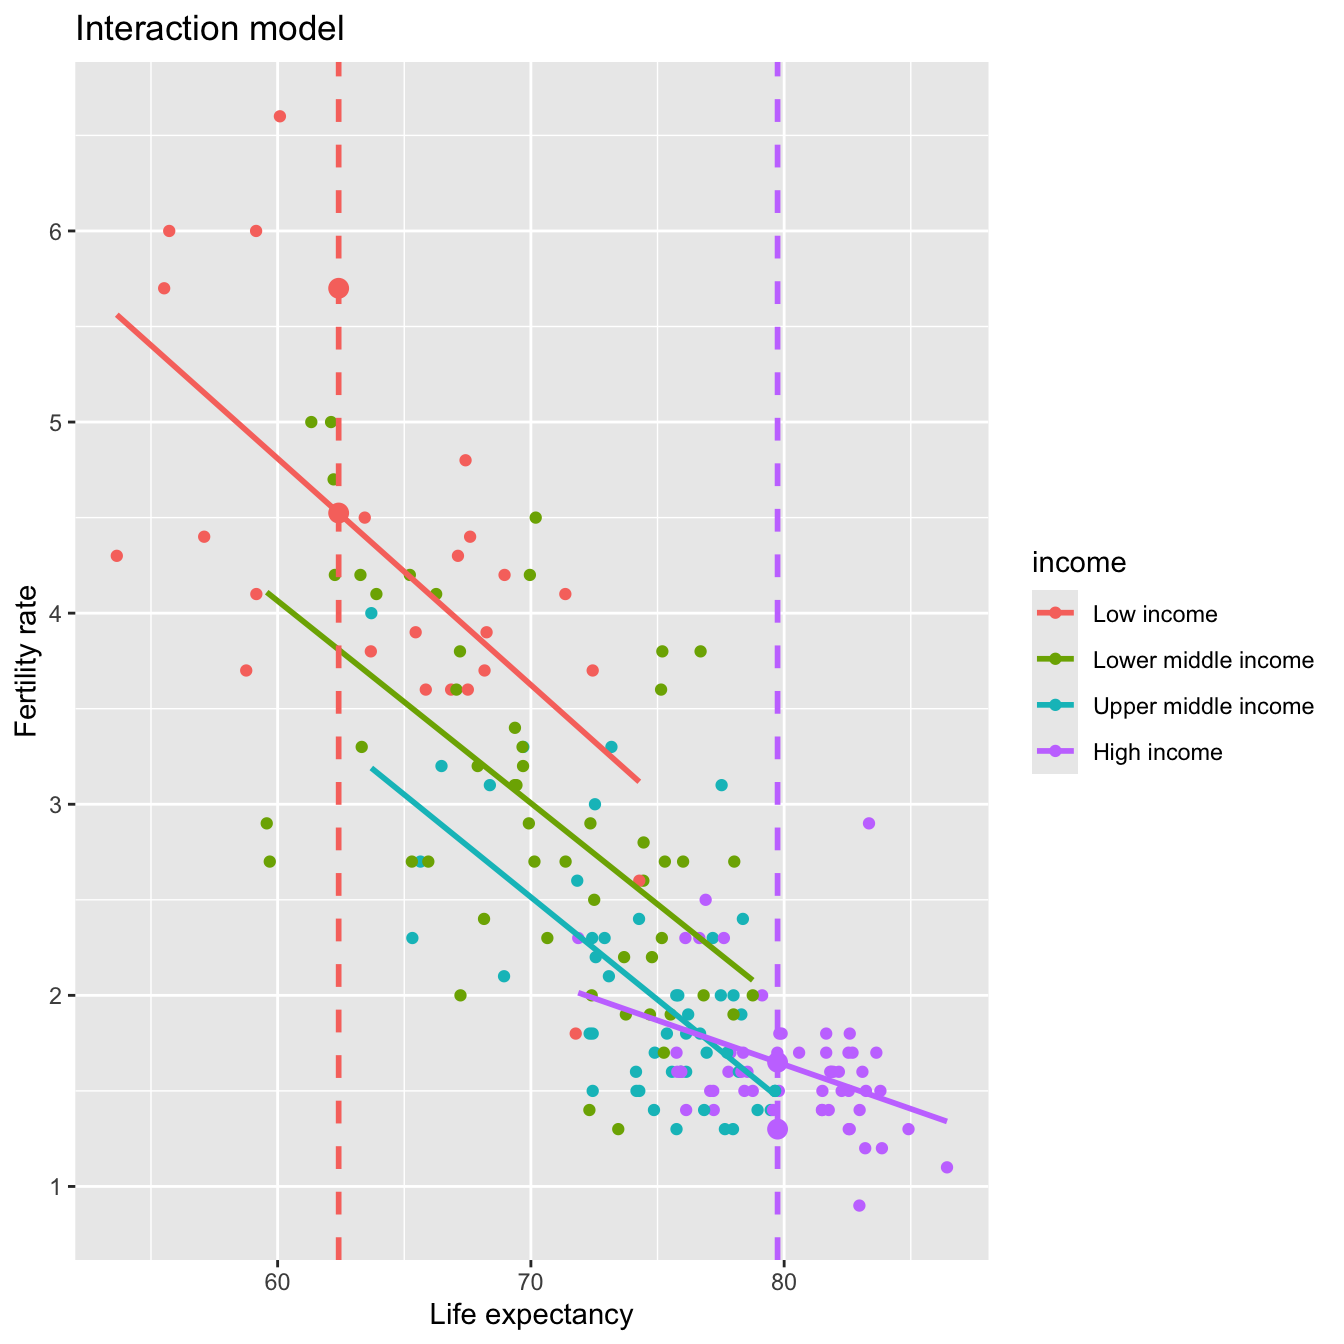 Interaction model
Fertility rate
6
5
4
3
2
1
60 70 80
Life expectancy
income
Low income
Lower middle income
Upper middle income
High income